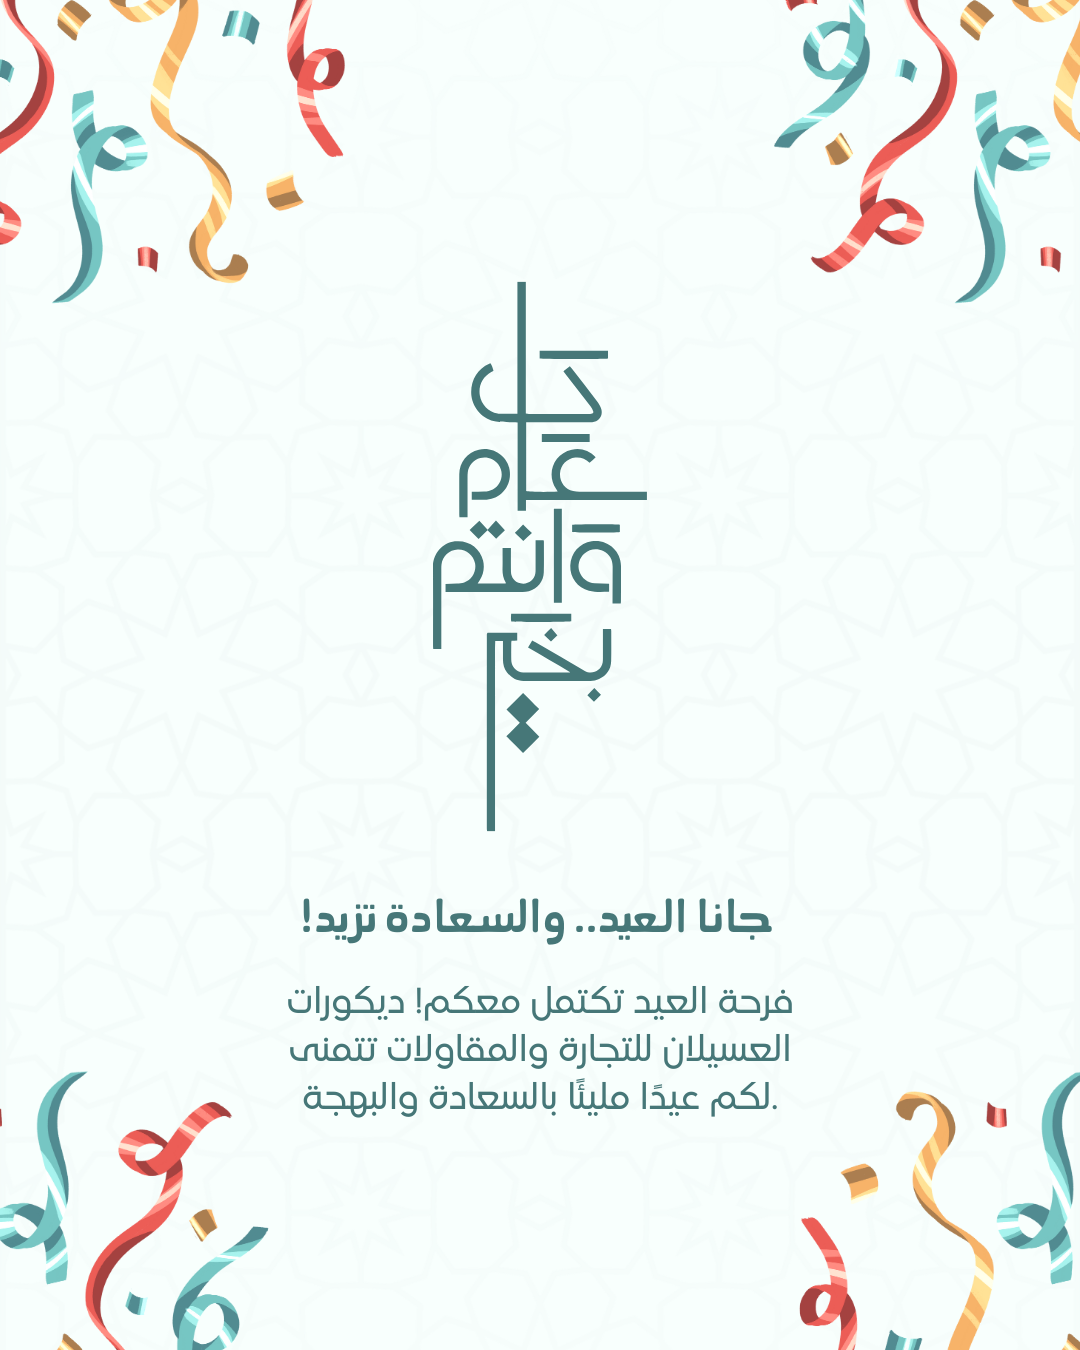 كل
عام
وانتم
بخير
جانا العيد.. والسعادة تزيد!
فرحة العيد تكتمل معكم! ديكورات
العسيلان للتجارة والمقاولات تتمنى
لكم عيدًا مليئًا بالسعادة والبهجة.